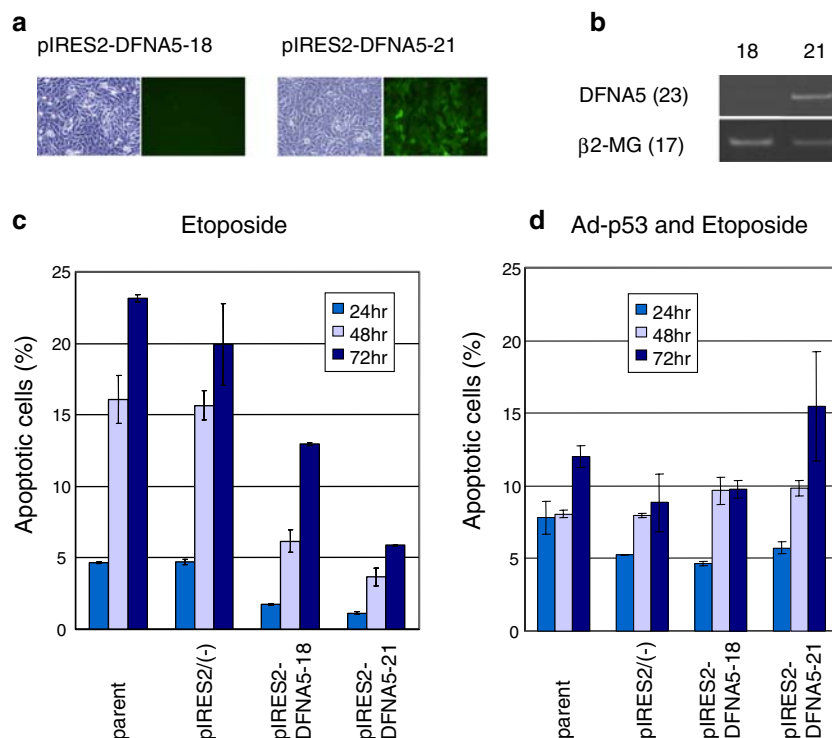 a
pIRES2-DFNA5-18
pIRES2-DFNA5-21
b
18 21
DFNA5 (23)
β2-MG (17)
c
Etoposide
Apoptotic cells (%)
25
20
15
10
5
0
24hr
48hr
72hr
parent
pIRES2/(-)
pIRES2-
DFNA5-18
pIRES2-
DFNA5-21
d
Ad-p53 and Etoposide
Apoptotic cells (%)
25
20
15
10
5
0
24hr
48hr
72hr
parent
pIRES2/(-)
pIRES2-
DFNA5-18
pIRES2-
DFNA5-21